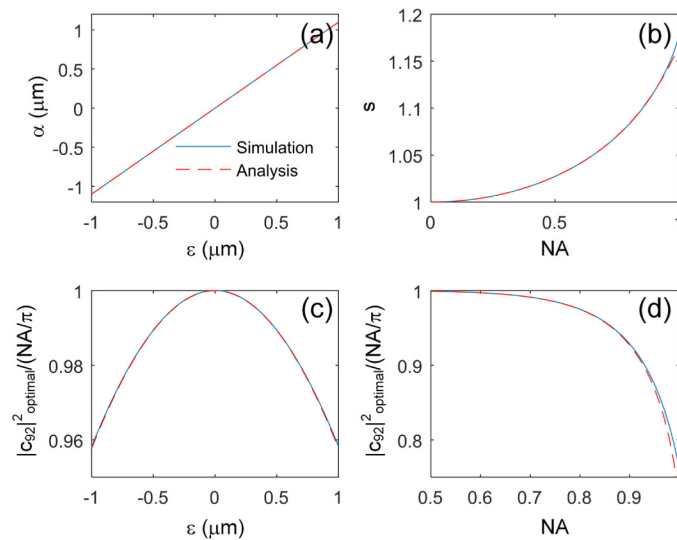 (a)
1
0.5
0
-0.5
-1
α (μm)
Simulation
Analysis
-1 -0.5 0 0.5 1
ε (μm)
(b)
1.2
1.15
1.1
1.05
1
s
0 0.5 1
NA
(c)
1
0.98
0.96
|c92|²optimal/(NA/π)
-1 -0.5 0 0.5 1
ε (μm)
(d)
1
0.9
0.8
|c92|²optimal/(NA/π)
0.5 0.6 0.7 0.8 0.9
NA